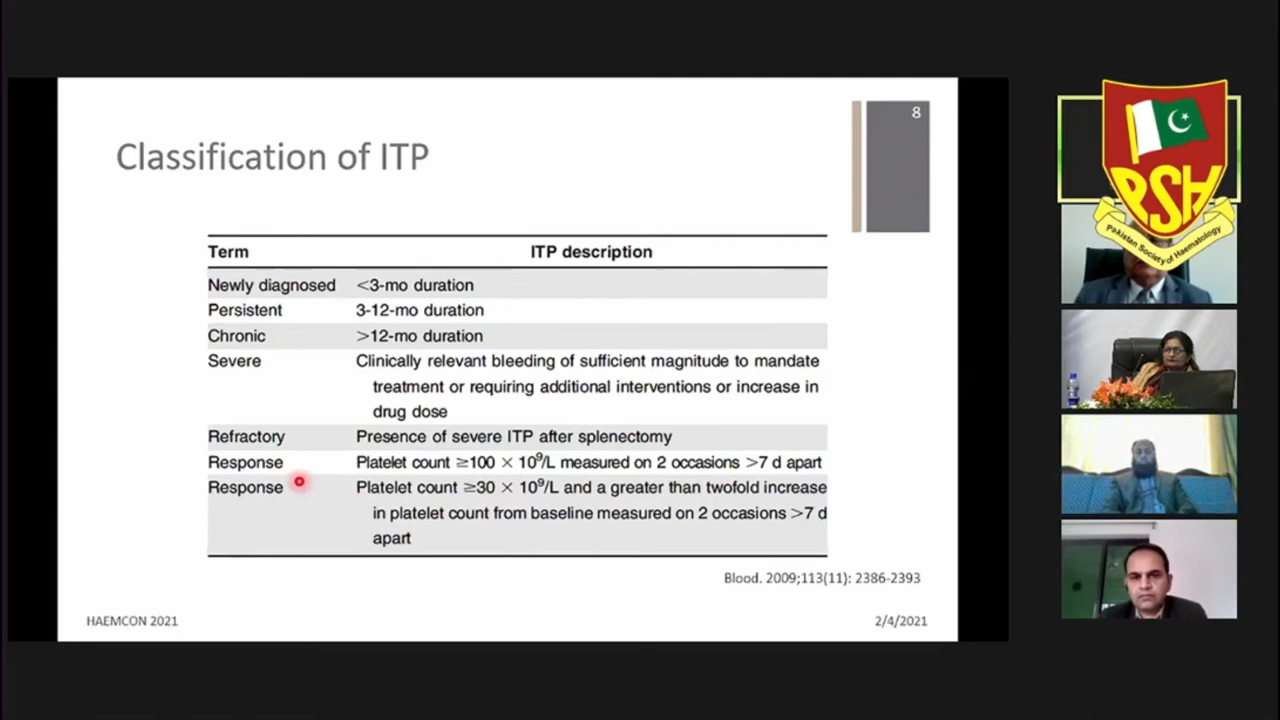 8
Classification of ITP
Term ITP description
Newly diagnosed <3-mo duration
Persistent 3-12-mo duration
Chronic >12-mo duration
Severe Clinically relevant bleeding of sufficient magnitude to mandate
treatment or requiring additional interventions or increase in
drug dose
Refractory Presence of severe ITP after splenectomy
Response Platelet count ≥100 × 10⁹/L measured on 2 occasions >7 d apart
Response Platelet count ≥30 × 10⁹/L and a greater than twofold increase
in platelet count from baseline measured on 2 occasions >7 d
apart
Blood. 2009;113(11): 2386-2393
HAEMCON 2021 2/4/2021
PSH
Pakistan Society of Haematology